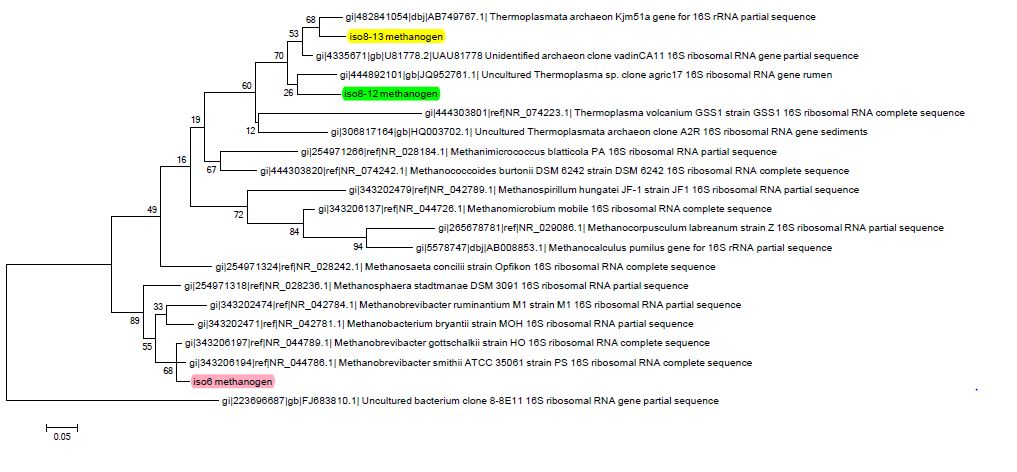 68
gi|482841054|dbj|AB749767.1| Thermoplasmata archaeon Kjm51a gene for 16S rRNA partial sequence
53
iso8-13 methanogen
70
gi|4335671|gb|U81778.2|UAU81778 Unidentified archaeon clone vadinCA11 16S ribosomal RNA gene partial sequence
gi|444892101|gb|JQ952761.1| Uncultured Thermoplasma sp. clone agric17 16S ribosomal RNA gene rumen
60
26
iso8-12 methanogen
gi|444303801|ref|NR_074223.1| Thermoplasma volcanium GSS1 strain GSS1 16S ribosomal RNA complete sequence
19
12
gi|306817164|gb|HQ003702.1| Uncultured Thermoplasmata archaeon clone A2R 16S ribosomal RNA gene sediments
gi|254971266|ref|NR_028184.1| Methanimicrococcus blatticola PA 16S ribosomal RNA partial sequence
16
67
gi|444303820|ref|NR_074242.1| Methanococcoides burtonii DSM 6242 strain DSM 6242 16S ribosomal RNA complete sequence
gi|343202479|ref|NR_042789.1| Methanospirillum hungatei JF-1 strain JF1 16S ribosomal RNA partial sequence
49
72
gi|343206137|ref|NR_044726.1| Methanomicrobium mobile 16S ribosomal RNA complete sequence
84
gi|265678781|ref|NR_029086.1| Methanocorpusculum labreanum strain Z 16S ribosomal RNA partial sequence
94
gi|5578747|dbj|AB008853.1| Methanocalculus pumilus gene for 16S rRNA partial sequence
gi|254971324|ref|NR_028242.1| Methanosaeta concilii strain Opfikon 16S ribosomal RNA complete sequence
gi|254971318|ref|NR_028236.1| Methanosphaera stadtmanae DSM 3091 16S ribosomal RNA partial sequence
33
gi|343202474|ref|NR_042784.1| Methanobrevibacter ruminantium M1 strain M1 16S ribosomal RNA partial sequence
89
gi|343202471|ref|NR_042781.1| Methanobacterium bryantii strain MOH 16S ribosomal RNA partial sequence
55
gi|343206197|ref|NR_044789.1| Methanobrevibacter gottschalkii strain HO 16S ribosomal RNA complete sequence
gi|343206194|ref|NR_044786.1| Methanobrevibacter smithii ATCC 35061 strain PS 16S ribosomal RNA complete sequence
68
iso6 methanogen
gi|223696687|gb|FJ683810.1| Uncultured bacterium clone 8-8E11 16S ribosomal RNA gene partial sequence
0.05